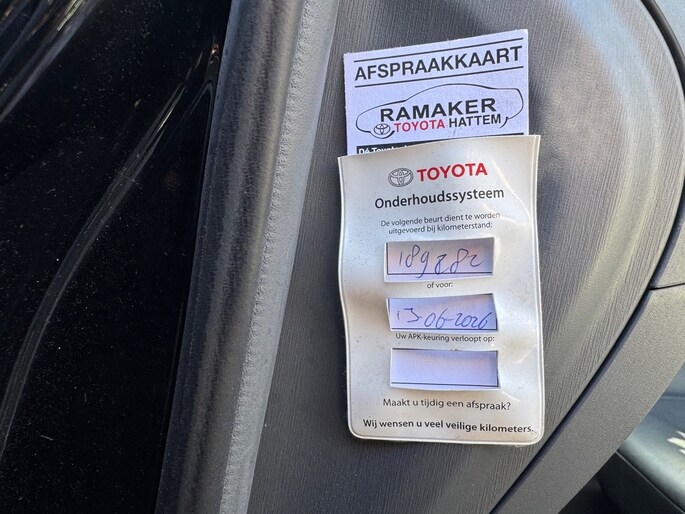 AFSPRAAKKAART
RAMAKER
TOYOTA HATTEM
TOYOTA
Onderhoudssysteem
De volgende beurt dient te worden
uitgevoerd bij kilometerstand:
189282
of voor:
13-06-2026
Uw APK-keuring verloopt op:
Maakt u tijdig een afspraak?
Wij wensen u veel veilige kilometers.